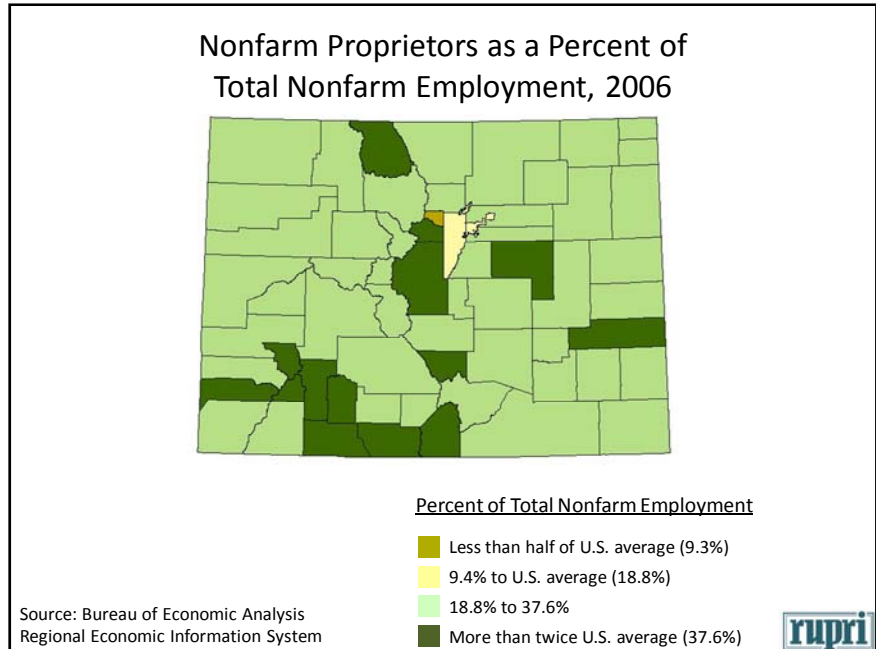 Nonfarm Proprietors as a Percent of
Total Nonfarm Employment, 2006
Percent of Total Nonfarm Employment
Less than half of U.S. average (9.3%)
9.4% to U.S. average (18.8%)
18.8% to 37.6%
More than twice U.S. average (37.6%)
Source: Bureau of Economic Analysis
Regional Economic Information System
rupri